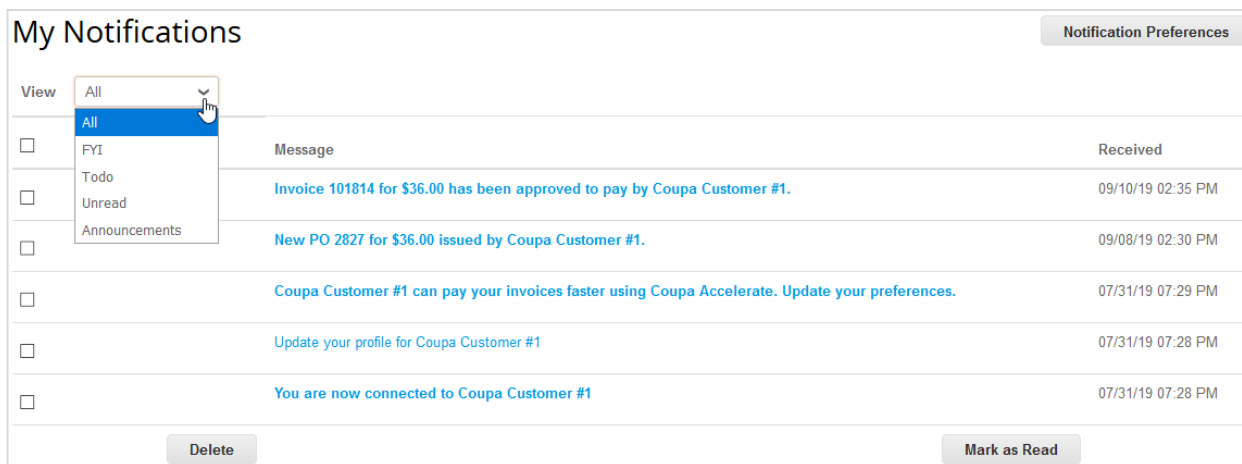 My Notifications
Notification Preferences
View All
All
FYI
Todo
Unread
Announcements
Message Received
Invoice 101814 for $36.00 has been approved to pay by Coupa Customer #1. 09/10/19 02:35 PM
New PO 2827 for $36.00 issued by Coupa Customer #1. 09/08/19 02:30 PM
Coupa Customer #1 can pay your invoices faster using Coupa Accelerate. Update your preferences. 07/31/19 07:29 PM
Update your profile for Coupa Customer #1 07/31/19 07:28 PM
You are now connected to Coupa Customer #1 07/31/19 07:28 PM
Delete Mark as Read